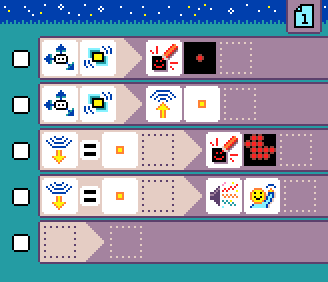 1
=
=